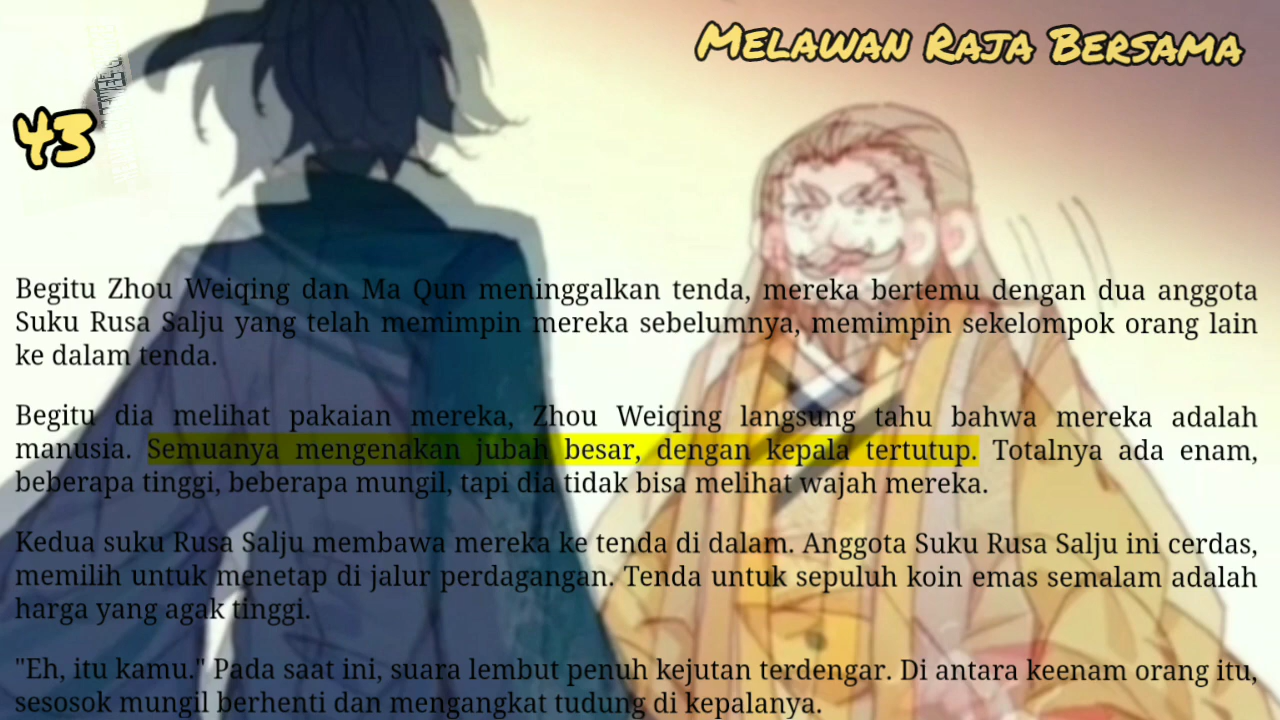 Melawan Raja Bersama
43
Begitu Zhou Weiqing dan Ma Qun meninggalkan tenda, mereka bertemu dengan dua anggota
Suku Rusa Salju yang telah memimpin mereka sebelumnya, memimpin sekelompok orang lain
ke dalam tenda.
Begitu dia melihat pakaian mereka, Zhou Weiqing langsung tahu bahwa mereka adalah
manusia. Semuanya mengenakan jubah besar, dengan kepala tertutup. Totalnya ada enam,
beberapa tinggi, beberapa mungil, tapi dia tidak bisa melihat wajah mereka.
Kedua suku Rusa Salju membawa mereka ke tenda di dalam. Anggota Suku Rusa Salju ini cerdas,
memilih untuk menetap di jalur perdagangan. Tenda untuk sepuluh koin emas semalam adalah
harga yang agak tinggi.
"Eh, itu kamu." Pada saat ini, suara lembut penuh kejutan terdengar. Di antara keenam orang itu,
sesosok mungil berhenti dan mengangkat tudung di kepalanya.